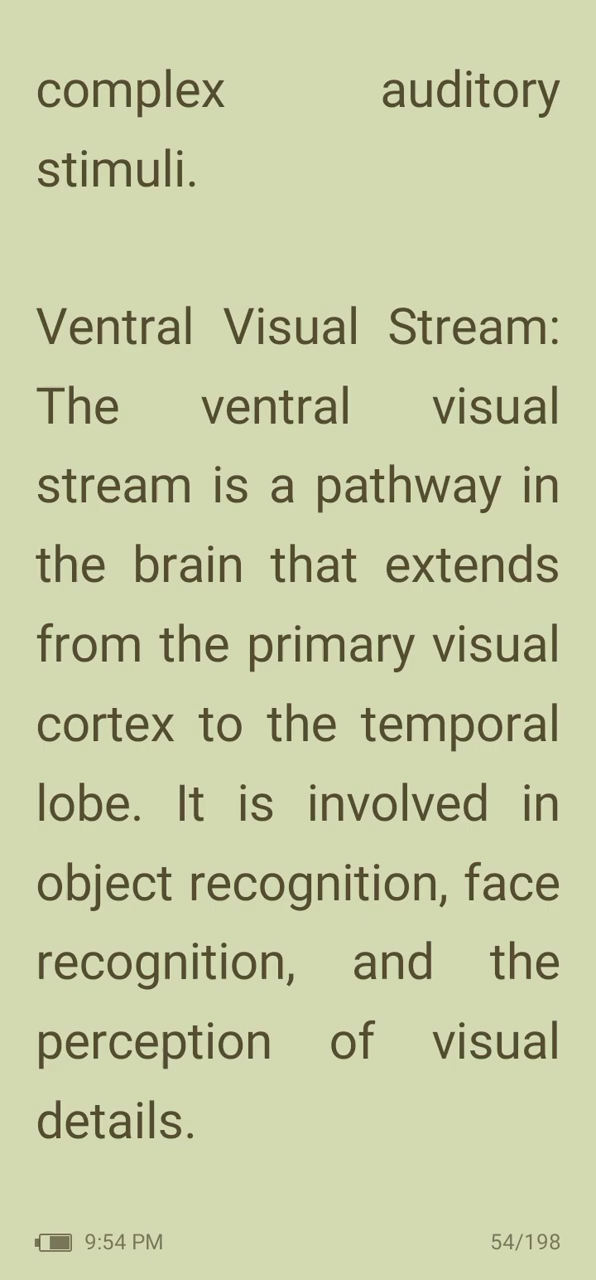 complex auditory
stimuli.
Ventral Visual Stream:
The ventral visual
stream is a pathway in
the brain that extends
from the primary visual
cortex to the temporal
lobe. It is involved in
object recognition, face
recognition, and the
perception of visual
details.
9:54 PM 54/198